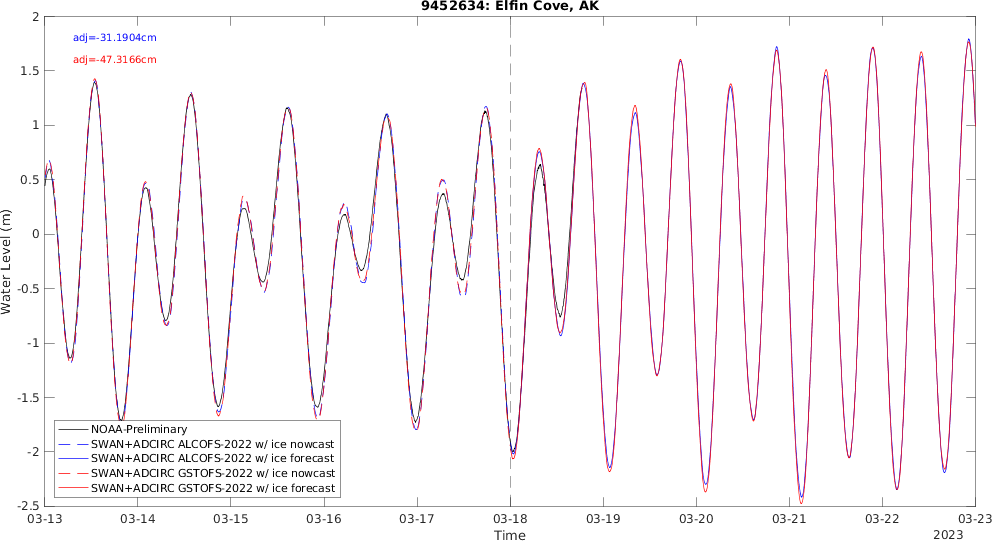 9452634: Elfin Cove, AK
adj=-31.1904cm
adj=-47.3166cm
Water Level (m)
2
1.5
1
0.5
0
-0.5
-1
-1.5
-2
-2.5
NOAA-Preliminary
SWAN+ADCIRC ALCOFS-2022 w/ ice nowcast
SWAN+ADCIRC ALCOFS-2022 w/ ice forecast
SWAN+ADCIRC GSTOFS-2022 w/ ice nowcast
SWAN+ADCIRC GSTOFS-2022 w/ ice forecast
03-13 03-14 03-15 03-16 03-17 03-18 03-19 03-20 03-21 03-22 03-23
Time
2023